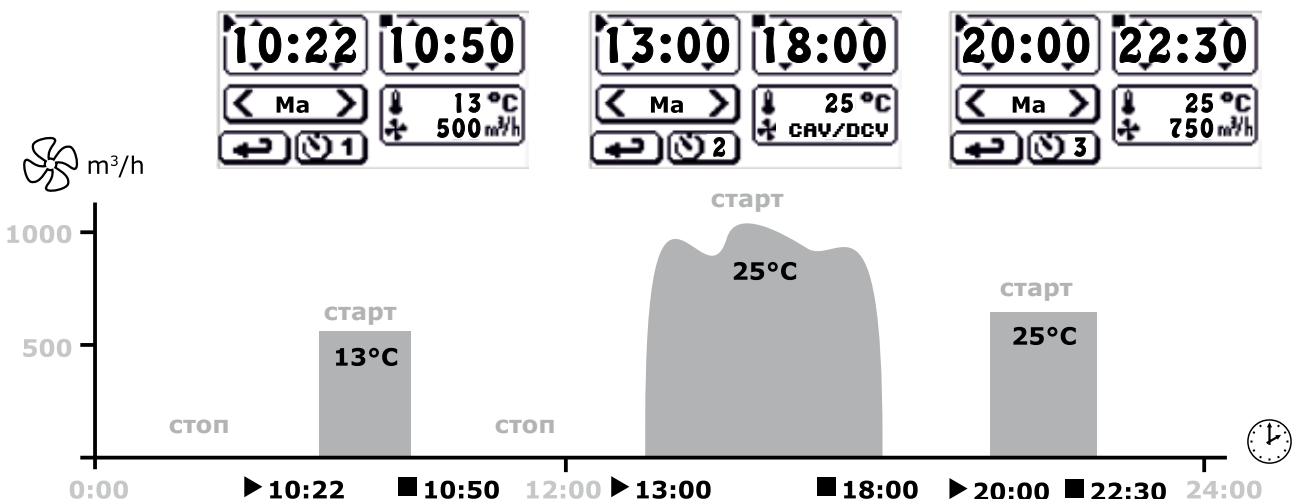 10:22 10:50
Ma 13 °C
500 m³/h
1
13:00 18:00
Ma 25 °C
CAV/DCV
2
20:00 22:30
Ma 25 °C
750 m³/h
3
m³/h
1000
500
старт
13°C
старт
25°C
старт
25°C
стоп
стоп
0:00 10:22 10:50 12:00 13:00 18:00 20:00 22:30 24:00